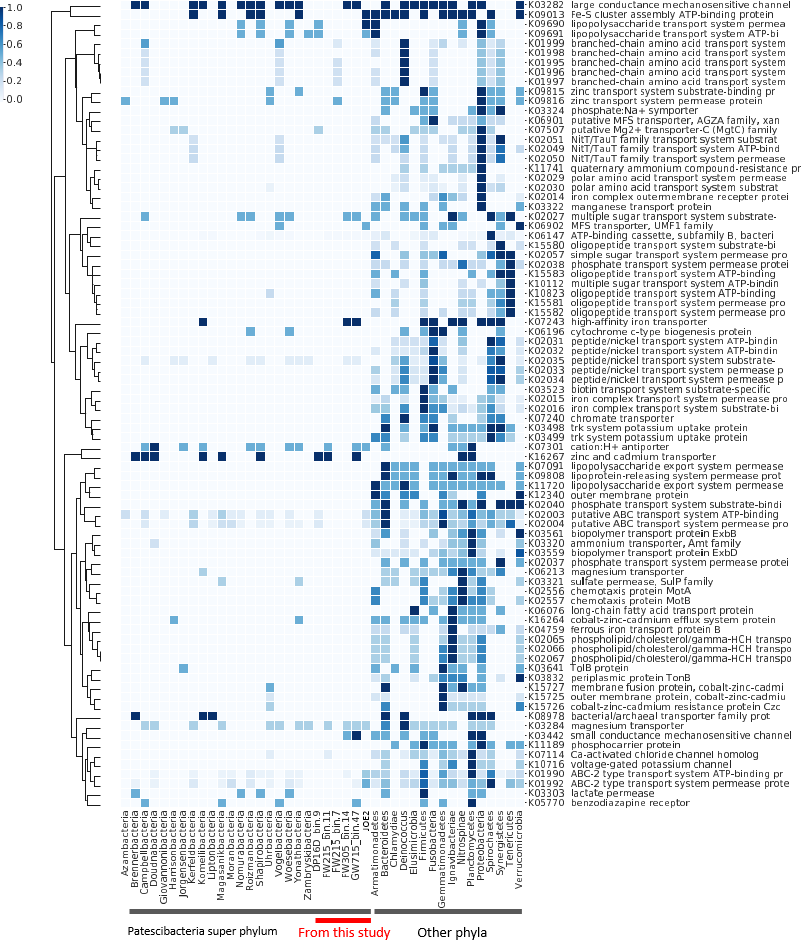 1.0
0.8
0.6
0.4
0.2
0.0
K03282 large conductance mechanosensitive channel
K09013 Fe-S cluster assembly ATP-binding protein
K09690 lipopolysaccharide transport system permea
K09691 lipopolysaccharide transport system ATP-bi
K01999 branched-chain amino acid transport system
K01998 branched-chain amino acid transport system
K01995 branched-chain amino acid transport system
K01996 branched-chain amino acid transport system
K01997 branched-chain amino acid transport system
K09815 zinc transport system substrate-binding pr
K09816 zinc transport system permease protein
K03324 phosphate:Na+ symporter
K06901 putative MFS transporter, AGZA family, xan
K07507 putative Mg2+ transporter-C (MgtC) family
K02051 NitT/TauT family transport system substrat
K02049 NitT/TauT family transport system ATP-bind
K02050 NitT/TauT family transport system permease
K11741 quaternary ammonium compound-resistance pr
K02029 polar amino acid transport system permease
K02030 polar amino acid transport system substrat
K02014 iron complex outermembrane recepter protei
K03322 manganese transport protein
K02027 multiple sugar transport system substrate-
K06902 MFS transporter, UMF1 family
K06147 ATP-binding cassette, subfamily B, bacteri
K15580 oligopeptide transport system substrate-bi
K02057 simple sugar transport system permease pro
K02038 phosphate transport system permease protei
K15583 oligopeptide transport system ATP-binding
K10112 multiple sugar transport system ATP-bindin
K10823 oligopeptide transport system ATP-binding
K15581 oligopeptide transport system permease pro
K15582 oligopeptide transport system permease pro
K07243 high-affinity iron transporter
K06196 cytochrome c-type biogenesis protein
K02031 peptide/nickel transport system ATP-bindin
K02032 peptide/nickel transport system ATP-bindin
K02035 peptide/nickel transport system substrate-
K02033 peptide/nickel transport system permease p
K02034 peptide/nickel transport system permease p
K03523 biotin transport system substrate-specific
K02015 iron complex transport system permease pro
K02016 iron complex transport system substrate-bi
K07240 chromate transporter
K03498 trk system potassium uptake protein
K03499 trk system potassium uptake protein
K07301 cation:H+ antiporter
K16267 zinc and cadmium transporter
K07091 lipopolysaccharide export system permease
K09808 lipoprotein-releasing system permease prot
K11720 lipopolysaccharide export system permease
K12340 outer membrane protein
K02040 phosphate transport system substrate-bindi
K02003 putative ABC transport system ATP-binding
K02004 putative ABC transport system permease pro
K03561 biopolymer transport protein ExbB
K03320 ammonium transporter, Amt family
K03559 biopolymer transport protein ExbD
K02037 phosphate transport system permease protei
K06213 magnesium transporter
K03321 sulfate permease, SulP family
K02556 chemotaxis protein MotA
K02557 chemotaxis protein MotB
K06076 long-chain fatty acid transport protein
K16264 cobalt-zinc-cadmium efflux system protein
K04759 ferrous iron transport protein B
K02065 phospholipid/cholesterol/gamma-HCH transpo
K02066 phospholipid/cholesterol/gamma-HCH transpo
K02067 phospholipid/cholesterol/gamma-HCH transpo
K03641 TolB protein
K03832 periplasmic protein TonB
K15727 membrane fusion protein, cobalt-zinc-cadmi
K15725 outer membrane protein, cobalt-zinc-cadmiu
K15726 cobalt-zinc-cadmium resistance protein Czc
K08978 bacterial/archaeal transporter family prot
K03284 magnesium transporter
K03442 small conductance mechanosensitive channel
K11189 phosphocarrier protein
K07114 Ca-activated chloride channel homolog
K10716 voltage-gated potassium channel
K01990 ABC-2 type transport system ATP-binding pr
K01992 ABC-2 type transport system permease prote
K03303 lactate permease
K05770 benzodiazapine receptor
Azambacteria
Brennerbacteria
Campbellbacteria
Doudnabacteria
Giovannonibacteria
Harrisonbacteria
Jorgensenbacteria
Kerfeldbacteria
Komeilibacteria
Liptonbacteria
Magasanikbacteria
Moranbacteria
Nomurabacteria
Roizmanbacteria
Shapirobacteria
Uhrbacteria
Vogelbacteria
Woesebacteria
Yonathbacteria
Zambryskibacteria
DP16D_bin.9
FW215_bin.11
FW215_bin.7
FW305_bin.14
GW715_bin.47
JOE2
Armatimonadetes
Bacteroidetes
Chlamydiae
Deinococcus
Elusimicrobia
Firmicutes
Fusobacteria
Gemmatimonadetes
Ignavibacteriae
Nitrospinae
Planctomycetes
Proteobacteria
Spirochaetes
Synergistetes
Tenericutes
Verrucomicrobia
Patescibacteria super phylum
From this study
Other phyla